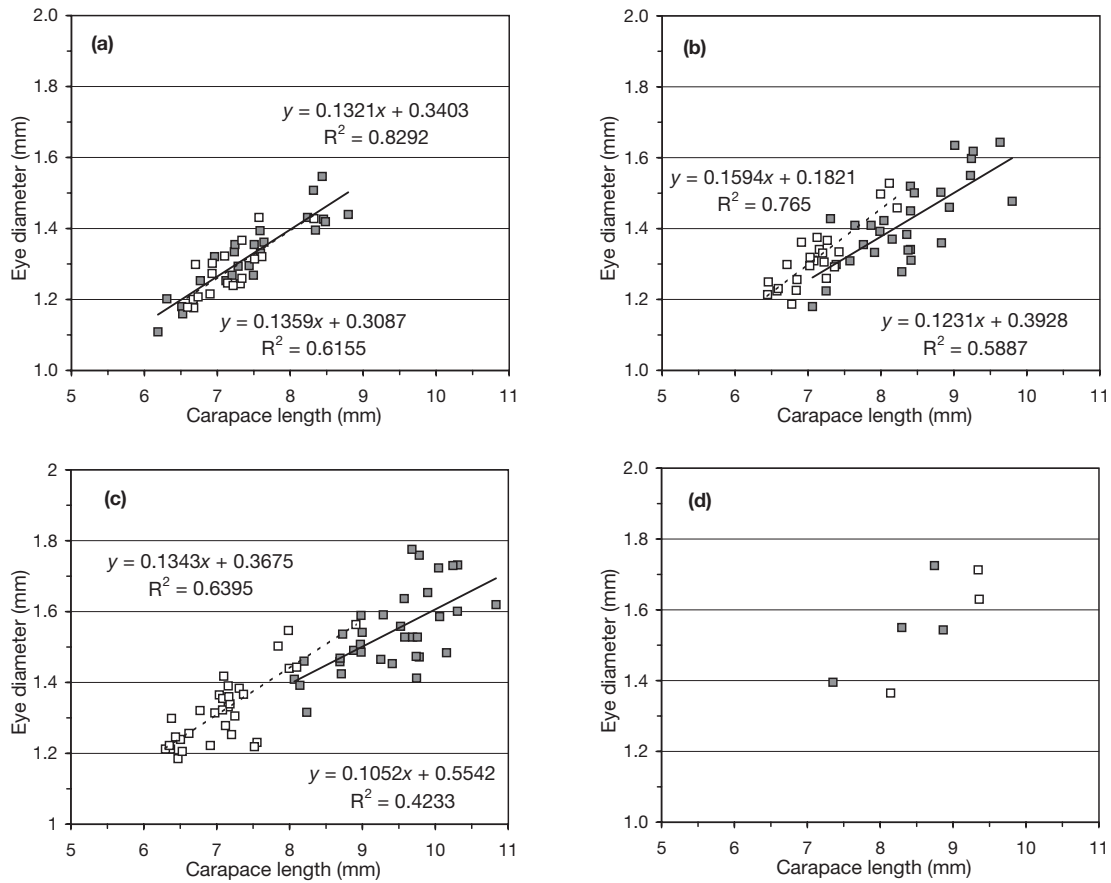 (a)
y = 0.1321x + 0.3403
R² = 0.8292
y = 0.1359x + 0.3087
R² = 0.6155
2.0
1.8
1.6
1.4
1.2
1.0
Eye diameter (mm)
5 6 7 8 9 10 11
Carapace length (mm)
(b)
y = 0.1594x + 0.1821
R² = 0.765
y = 0.1231x + 0.3928
R² = 0.5887
2.0
1.8
1.6
1.4
1.2
1.0
Eye diameter (mm)
5 6 7 8 9 10 11
Carapace length (mm)
(c)
y = 0.1343x + 0.3675
R² = 0.6395
y = 0.1052x + 0.5542
R² = 0.4233
2
1.8
1.6
1.4
1.2
1
Eye diameter (mm)
5 6 7 8 9 10 11
Carapace length (mm)
(d)
2.0
1.8
1.6
1.4
1.2
1.0
Eye diameter (mm)
5 6 7 8 9 10 11
Carapace length (mm)